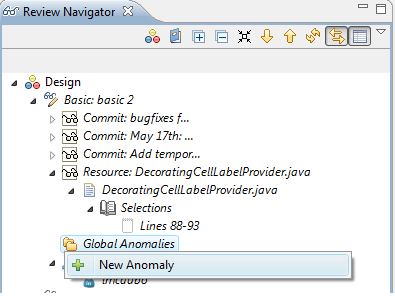 Review Navigator
Design
Basic: basic 2
Commit: bugfixes f...
Commit: May 17th: ...
Commit: Add tempor...
Resource: DecoratingCellLabelProvider.java
DecoratingCellLabelProvider.java
Selections
Lines 88-93
Global Anomalies
New Anomaly